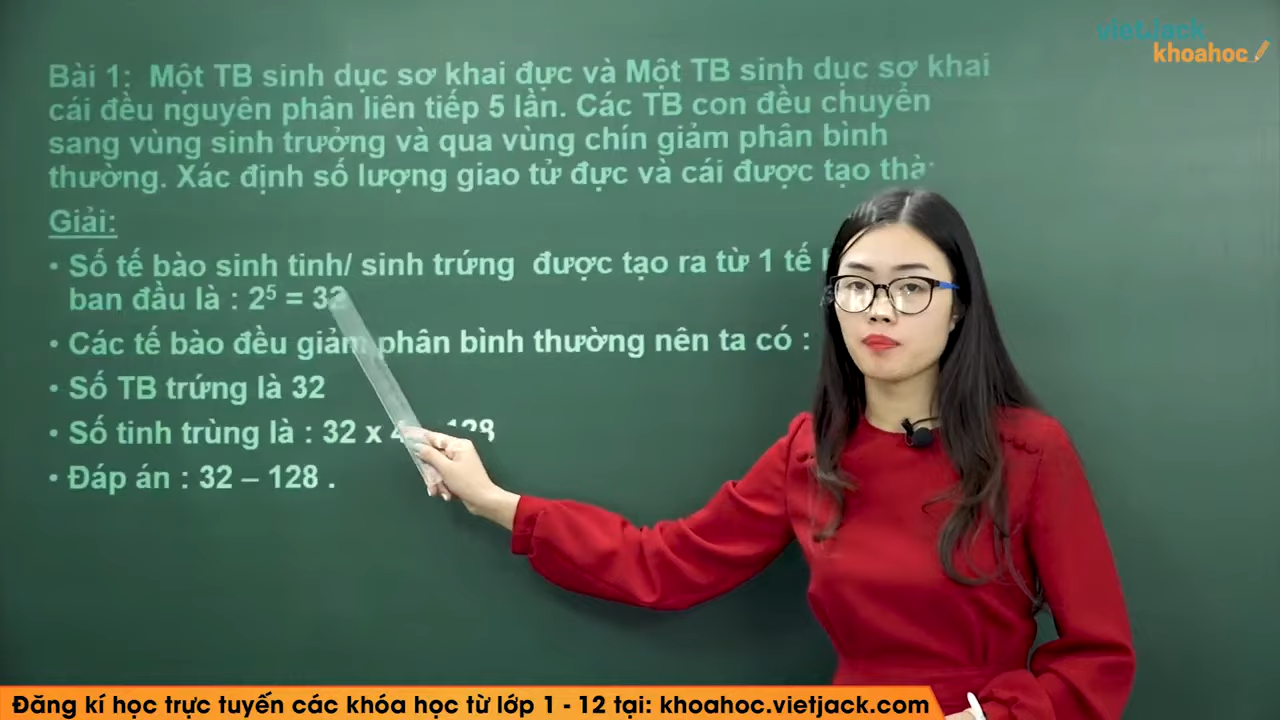 vietjack
khoahoc
Bài 1: Một TB sinh dục sơ khai đực và Một TB sinh dục sơ khai
cái đều nguyên phân liên tiếp 5 lần. Các TB con đều chuyển
sang vùng sinh trưởng và qua vùng chín giảm phân bình
thường. Xác định số lượng giao tử đực và cái được tạo
Giải:
• Số tế bào sinh tinh/ sinh trứng được tạo ra từ 1 tế
ban đầu là : 2⁵ = 32
• Các tế bào đều giảm phân bình thường nên ta có :
• Số TB trứng là 32
• Số tinh trùng là : 32 x 128
• Đáp án : 32 – 128 .
Đăng kí học trực tuyến các khóa học từ lớp 1 - 12 tại: khoahoc.vietjack.com